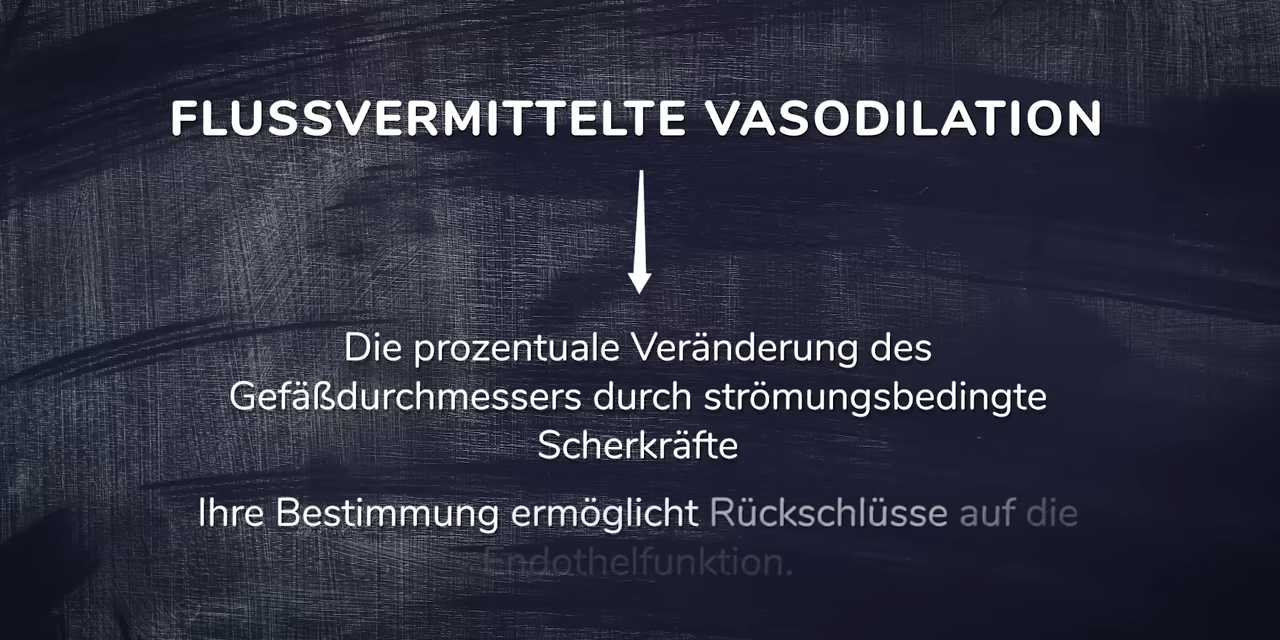 FLUSSVERMITTELTE VASODILATION
Die prozentuale Veränderung des
Gefäßdurchmessers durch strömungsbedingte
Scherkräfte
Ihre Bestimmung ermöglicht Rückschlüsse auf die
Endothelfunktion.